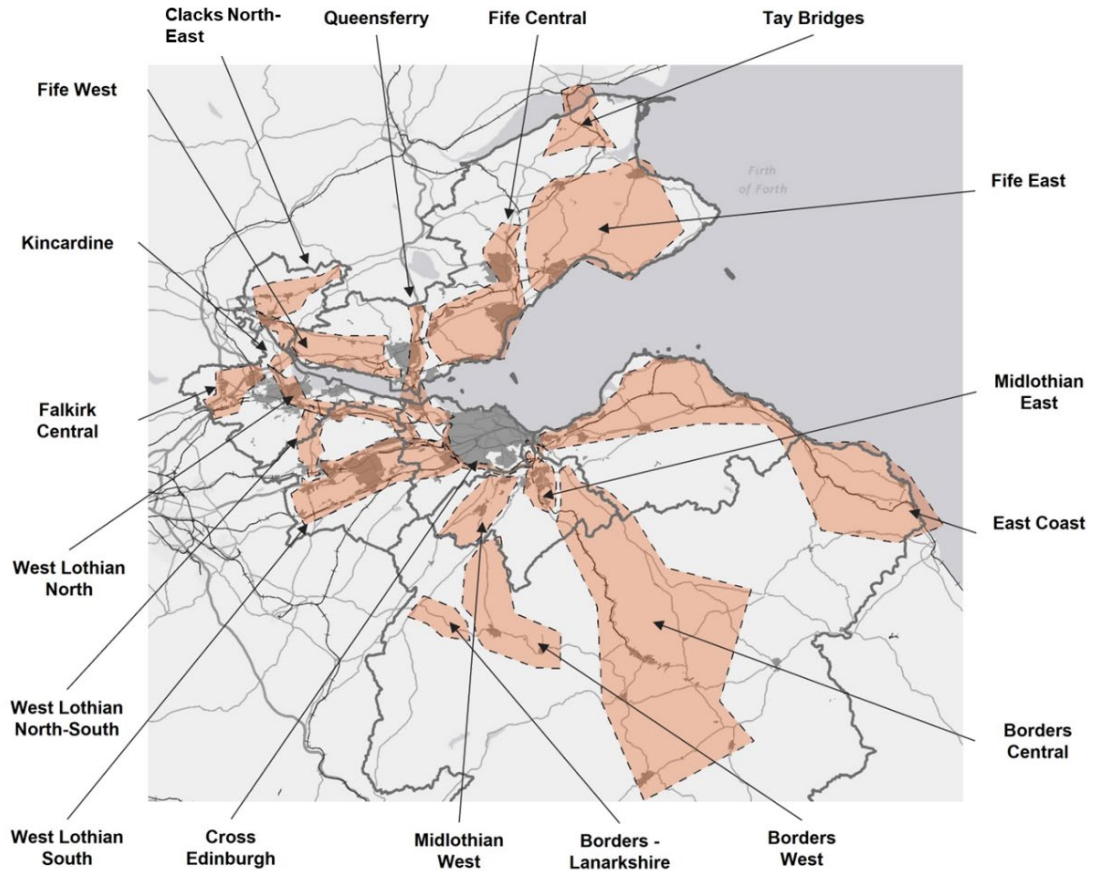 Clacks North-
East
Queensferry
Fife Central
Tay Bridges
Fife West
Firth
of Forth
Fife East
Kincardine
Midlothian
East
Falkirk
Central
East Coast
West Lothian
North
West Lothian
North-South
Borders
Central
West Lothian
South
Cross
Edinburgh
Midlothian
West
Borders -
Lanarkshire
Borders
West